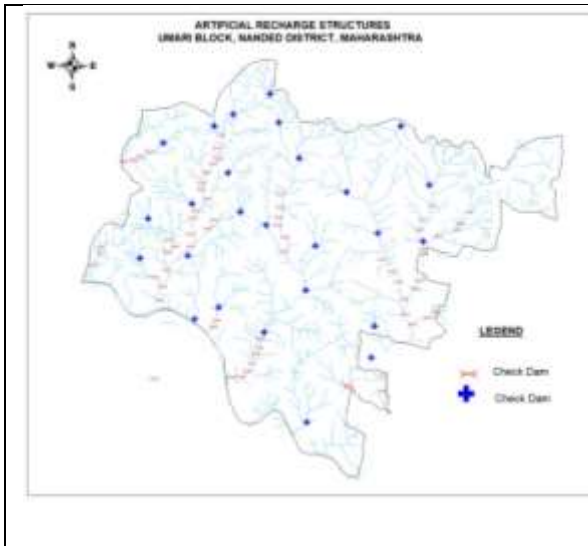 ARTIFICIAL RECHARGE STRUCTURES
UMARI BLOCK, NANDED DISTRICT, MAHARASHTRA
N
W E
S
LEGEND
Check Dam
Check Dam